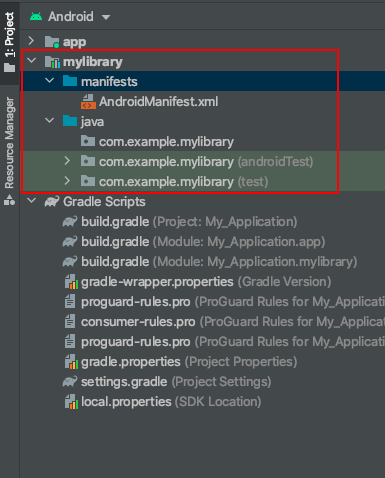 1: Project
Resource Manager
Android
app
mylibrary
manifests
AndroidManifest.xml
java
com.example.mylibrary
com.example.mylibrary (androidTest)
com.example.mylibrary (test)
Gradle Scripts
build.gradle (Project: My_Application)
build.gradle (Module: My_Application.app)
build.gradle (Module: My_Application.mylibrary)
gradle-wrapper.properties (Gradle Version)
proguard-rules.pro (ProGuard Rules for My_Applica
consumer-rules.pro (ProGuard Rules for My_Applica
proguard-rules.pro (ProGuard Rules for My_Applica
gradle.properties (Project Properties)
settings.gradle (Project Settings)
local.properties (SDK Location)